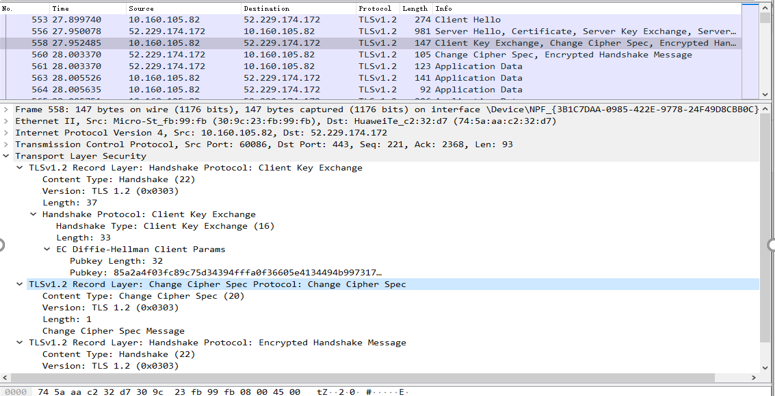 No. Time Source Destination Protocol Length Info
553 27.899740 10.160.105.82 52.229.174.172 TLSv1.2 274 Client Hello
556 27.950078 52.229.174.172 10.160.105.82 TLSv1.2 981 Server Hello, Certificate, Server Key Exchange, Server…
558 27.952485 10.160.105.82 52.229.174.172 TLSv1.2 147 Client Key Exchange, Change Cipher Spec, Encrypted Han…
560 28.003370 52.229.174.172 10.160.105.82 TLSv1.2 105 Change Cipher Spec, Encrypted Handshake Message
561 28.003370 52.229.174.172 10.160.105.82 TLSv1.2 123 Application Data
563 28.005526 10.160.105.82 52.229.174.172 TLSv1.2 141 Application Data
564 28.005635 10.160.105.82 52.229.174.172 TLSv1.2 92 Application Data
Frame 558: 147 bytes on wire (1176 bits), 147 bytes captured (1176 bits) on interface \Device\NPF_{3B1C7DAA-0985-422E-9778-24F49D8CBB0C}
Ethernet II, Src: Micro-St_fb:99:fb (30:9c:23:fb:99:fb), Dst: HuaweiTe_c2:32:d7 (74:5a:aa:c2:32:d7)
Internet Protocol Version 4, Src: 10.160.105.82, Dst: 52.229.174.172
Transmission Control Protocol, Src Port: 60086, Dst Port: 443, Seq: 221, Ack: 2368, Len: 93
Transport Layer Security
TLSv1.2 Record Layer: Handshake Protocol: Client Key Exchange
Content Type: Handshake (22)
Version: TLS 1.2 (0x0303)
Length: 37
Handshake Protocol: Client Key Exchange
Handshake Type: Client Key Exchange (16)
Length: 33
EC Diffie-Hellman Client Params
Pubkey Length: 32
Pubkey: 85a2a4f03fc89c75d34394fffa0f36605e4134494b997317…
TLSv1.2 Record Layer: Change Cipher Spec Protocol: Change Cipher Spec
Content Type: Change Cipher Spec (20)
Version: TLS 1.2 (0x0303)
Length: 1
Change Cipher Spec Message
TLSv1.2 Record Layer: Handshake Protocol: Encrypted Handshake Message
Content Type: Handshake (22)
Version: TLS 1.2 (0x0303)
0000 74 5a aa c2 32 d7 30 9c 23 fb 99 fb 08 00 45 00 tZ··2·0· #·····E·